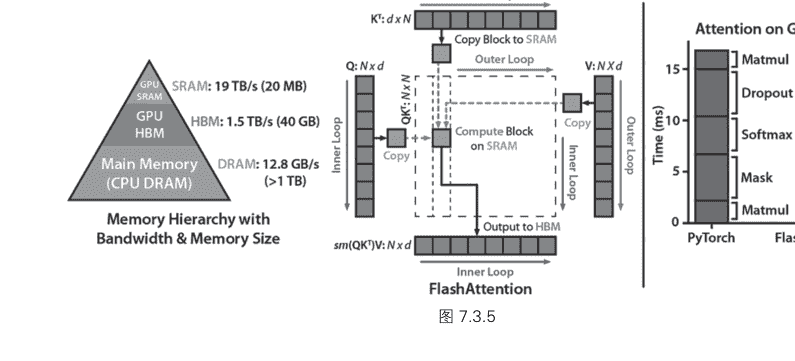 GPU
SRAM
GPU
HBM
Main Memory
(CPU DRAM)
SRAM: 19 TB/s (20 MB)
HBM: 1.5 TB/s (40 GB)
DRAM: 12.8 GB/s
(>1 TB)
Memory Hierarchy with
Bandwidth & Memory Size
Kᵀ: d x N
Copy Block to SRAM
Outer Loop
Q: N x d
V: N X d
QKᵀ: N x N
Inner Loop
Copy
Compute Block
on SRAM
Copy
Inner Loop
Outer Loop
Output to HBM
sm(QKᵀ)V: N x d
Inner Loop
FlashAttention
Attention on G
Time (ms)
15
10
5
0
Matmul
Dropout
Softmax
Mask
Matmul
PyTorch
Flas
图 7.3.5